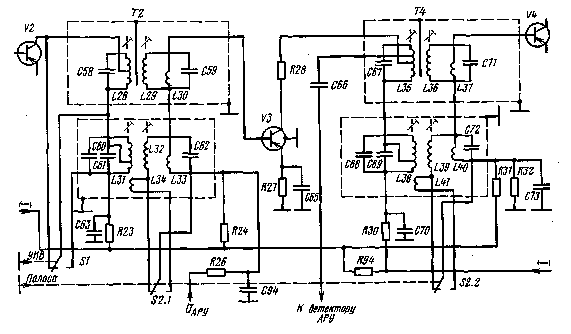 T2
T4
V2
V4
C58
C59
R28
C66
C67
C71
L28
L29
L30
L35
L36
L37
V3
C60
C61
L32
C62
C72
C68
C69
L31
L34
L33
L38
L39
L40
L41
R27
C65
R31
R32
C73
(−)
C63
R23
R24
R30
C70
УКВ
S1
R26
R94
(−)
Полоса
S2.1
C94
S2.2
U АРУ
К детектору
АРУ